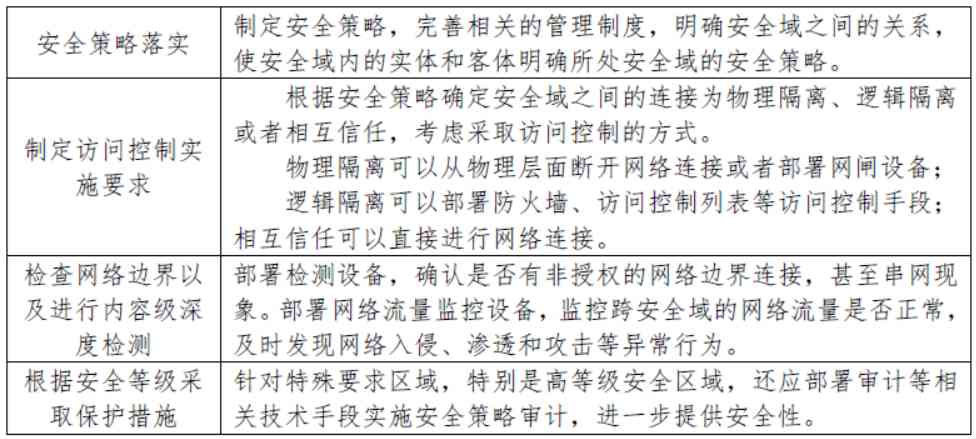 安全策略落实
制定安全策略，完善相关的管理制度，明确安全域之间的关系，
使安全域内的实体和客体明确所处安全域的安全策略。
制定访问控制实
施要求
根据安全策略确定安全域之间的连接为物理隔离、逻辑隔离
或者相互信任，考虑采取访问控制的方式。
物理隔离可以从物理层面断开网络连接或者部署网闸设备；
逻辑隔离可以部署防火墙、访问控制列表等访问控制手段；
相互信任可以直接进行网络连接。
检查网络边界以
及进行内容级深
度检测
部署检测设备，确认是否有非授权的网络边界连接，甚至串网现
象。部署网络流量监控设备，监控跨安全域的网络流量是否正常，
及时发现网络入侵、渗透和攻击等异常行为。
根据安全等级采
取保护措施
针对特殊要求区域，特别是高等级安全区域，还应部署审计等相
关技术手段实施安全策略审计，进一步提供安全性。